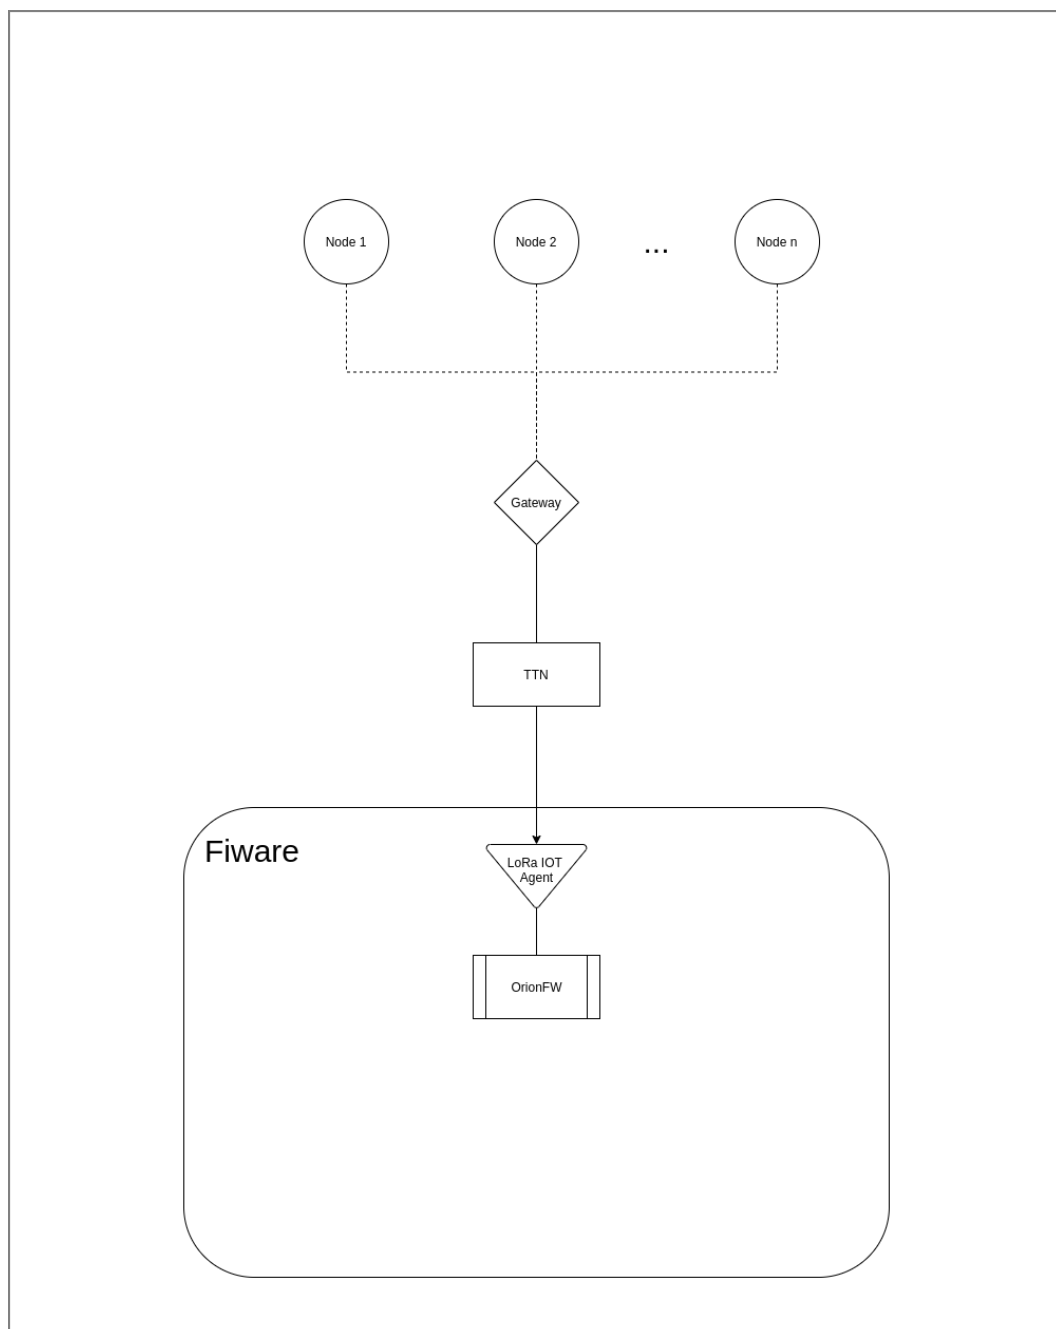 Node 1
Node 2
...
Node n
Gateway
TTN
Fiware
LoRa IOT
Agent
OrionFW